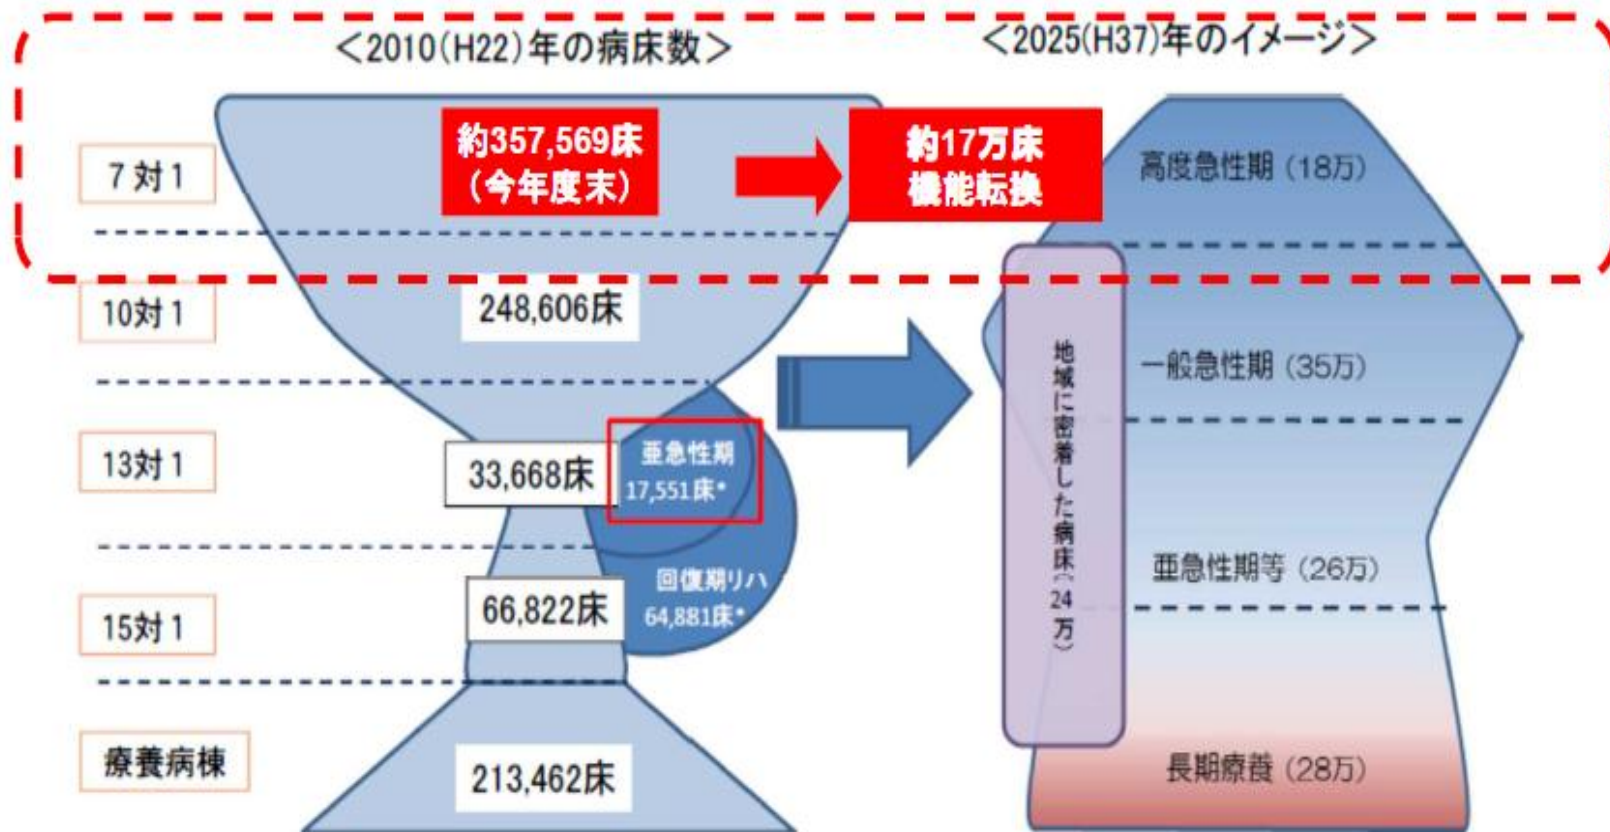 ＜2010(H22)年の病床数＞
＜2025(H37)年のイメージ＞
7対1
約357,569床
（今年度末）
約17万床
機能転換
高度急性期（18万）
10対1
248,606床
一般急性期（35万）
地域に密着した病床（24万）
13対1
33,668床
亜急性期
17,551床*
亜急性期等（26万）
15対1
66,822床
回復期リハ
64,881床*
療養病棟
213,462床
長期療養（28万）